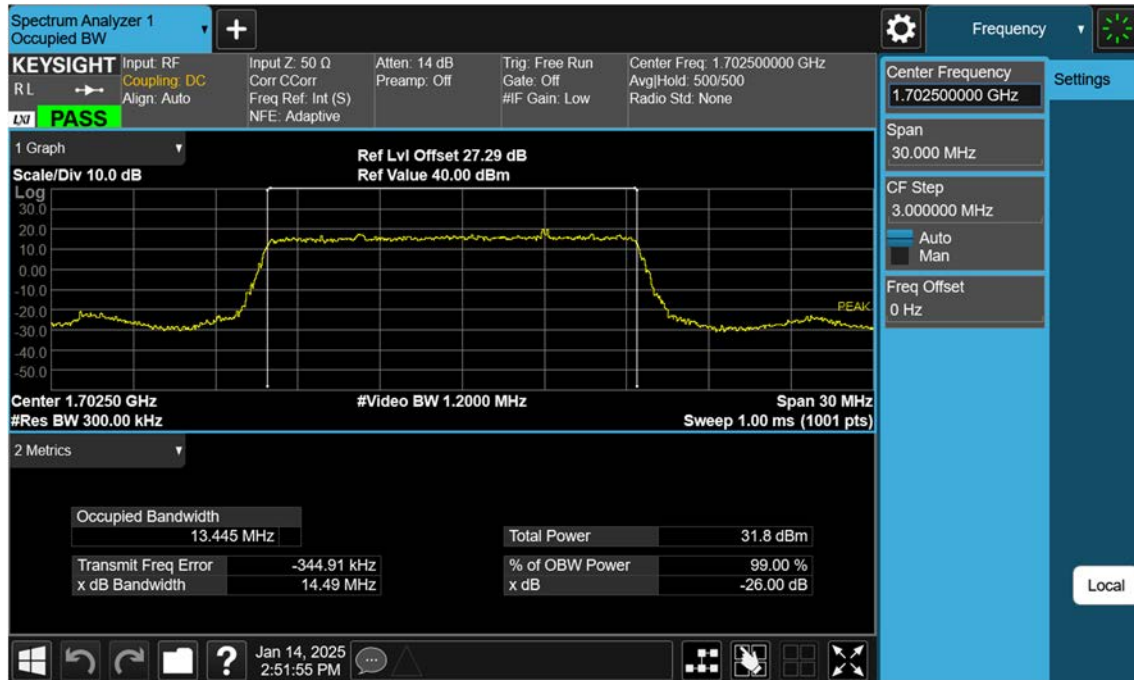 Spectrum Analyzer 1
Occupied BW
+
Frequency
KEYSIGHT
R L
LXI
PASS
Input: RF
Coupling: DC
Align: Auto
Input Z: 50 Ω
Corr CCorr
Freq Ref: Int (S)
NFE: Adaptive
Atten: 14 dB
Preamp: Off
Trig: Free Run
Gate: Off
#IF Gain: Low
Center Freq: 1.702500000 GHz
Avg|Hold: 500/500
Radio Std: None
1 Graph
Scale/Div 10.0 dB
Ref Lvl Offset 27.29 dB
Ref Value 40.00 dBm
Log
30.0
20.0
10.0
0.00
-10.0
-20.0
-30.0
-40.0
-50.0
PEAK
Center 1.70250 GHz
#Video BW 1.2000 MHz
Span 30 MHz
#Res BW 300.00 kHz
Sweep 1.00 ms (1001 pts)
2 Metrics
Occupied Bandwidth
13.445 MHz
Total Power 31.8 dBm
Transmit Freq Error -344.91 kHz
% of OBW Power 99.00 %
x dB Bandwidth 14.49 MHz
x dB -26.00 dB
Center Frequency
1.702500000 GHz
Settings
Span
30.000 MHz
CF Step
3.000000 MHz
Auto
Man
Freq Offset
0 Hz
Local
?
Jan 14, 2025
2:51:55 PM